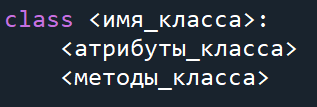 class <имя_класса>:
    <атрибуты_класса>
    <методы_класса>